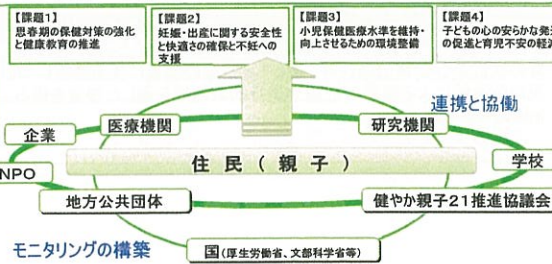 【課題1】
思春期の保健対策の強化
と健康教育の推進
【課題2】
妊娠・出産に関する安全性
と快適さの確保と不妊への
支援
【課題3】
小児保健医療水準を維持・
向上させるための環境整備
【課題4】
子どもの心の安らかな発
の促進と育児不安の軽
連携と協働
企業
医療機関
研究機関
NPO
住民(親子)
学校
地方公共団体
健やか親子21推進協議会
モニタリングの構築
国(厚生労働省、文部科学省等)